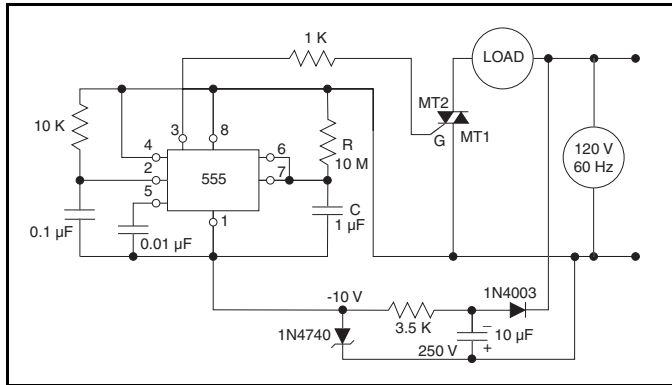 1 K
LOAD
MT2
MT1
G
120 V
60 Hz
10 K
3
8
4
2
5
6
7
1
555
R
10 M
C
1 µF
0.1 µF
0.01 µF
-10 V
1N4003
3.5 K
1N4740
–
10 µF
+
250 V